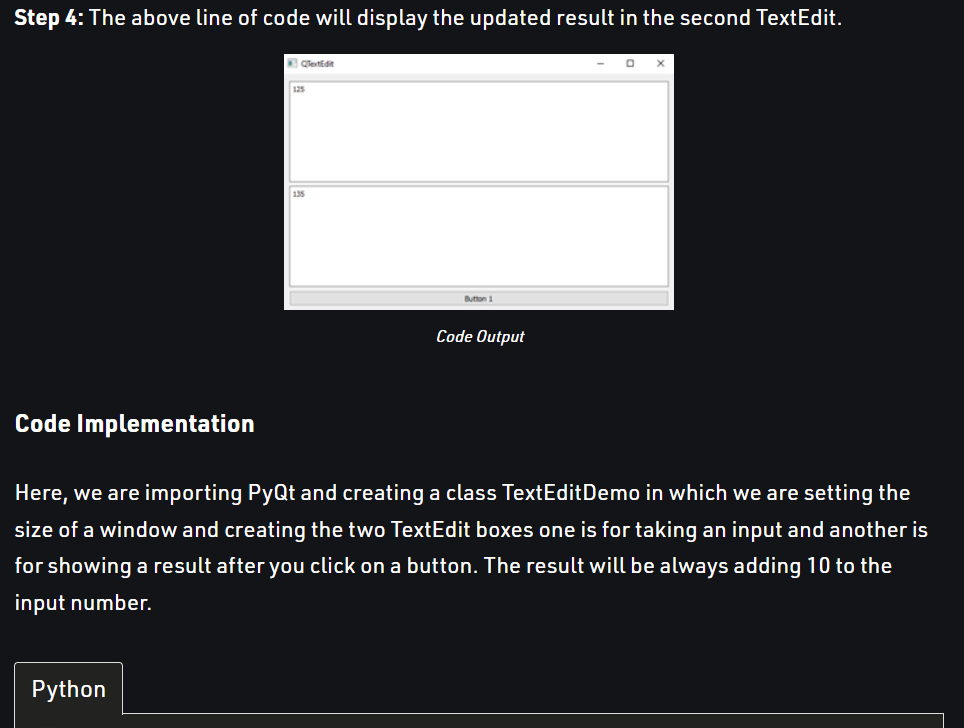 Step 4: The above line of code will display the updated result in the second TextEdit.
QTextEdit
125
135
Button 1
Code Output
Code Implementation
Here, we are importing PyQt and creating a class TextEditDemo in which we are setting the
size of a window and creating the two TextEdit boxes one is for taking an input and another is
for showing a result after you click on a button. The result will be always adding 10 to the
input number.
Python